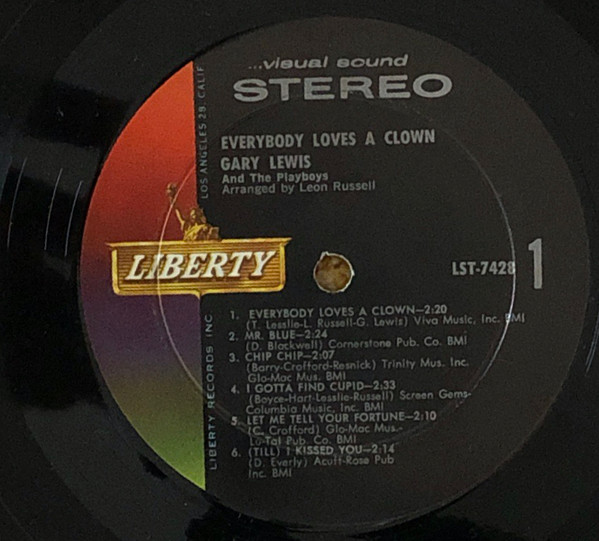 ...visual sound
STEREO
EVERYBODY LOVES A CLOWN
GARY LEWIS
And The Playboys
Arranged by Leon Russell
LIBERTY
LST-7428 1
1. EVERYBODY LOVES A CLOWN—2:20
(T. Lesslie-L. Russell-G. Lewis) Viva Music, Inc. BMI
2. MR. BLUE—2:24
(D. Blackwell) Cornerstone Pub. Co. BMI
3. CHIP CHIP—2:07
(Barry-Crofford-Resnick) Trinity Mus. Inc.
Glo-Mac Mus. BMI
4. I GOTTA FIND CUPID—2:33
(Boyce-Hart-Lesslie-Russell) Screen Gems-
Columbia Music, Inc. BMI
5. LET ME TELL YOUR FORTUNE—2:10
(C. Crofford) Glo-Mac Mus.-
Lu-Tal Pub. Co. BMI
6. (TILL) I KISSED YOU—2:14
(D. Everly) Acuff-Rose Pub
Inc. BMI
LIBERTY RECORDS INC
LOS ANGELES 28, CALIF